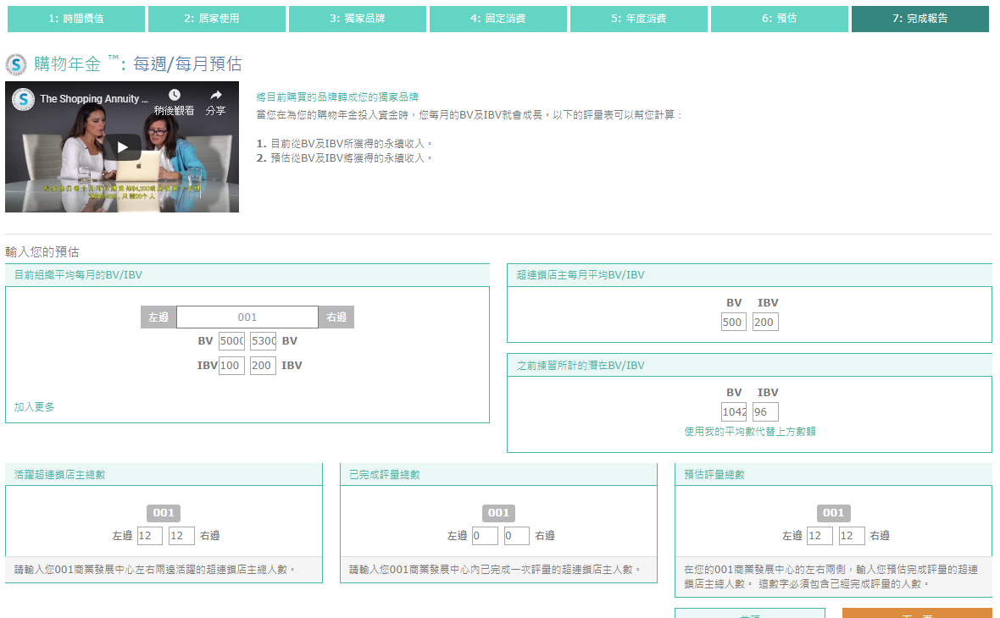 1: 時間價值
2: 居家使用
3: 獨家品牌
4: 固定消費
5: 年度消費
6: 預估
7: 完成報告
購物年金 ™: 每週/每月預估
The Shopping Annuity ...
稍後觀看
分享
將目前購買的品牌轉成您的獨家品牌
當您在為您的購物年金投入資金時，您每月的BV及IBV就會成長。以下的評量表可以幫您計算：
1. 目前從BV及IBV所獲得的永續收入。
2. 預估從BV及IBV將獲得的永續收入。
輸入您的預估
目前組織平均每月的BV/IBV
左邊 001 右邊
BV 5000 5300 BV
IBV 100 200 IBV
加入更多
超連鎖店主每月平均BV/IBV
BV IBV
500 200
之前練習所計的潛在BV/IBV
BV IBV
1042 96
使用我的平均數代替上方數額
活躍超連鎖店主總數
001
左邊 12 12 右邊
請輸入您001商業發展中心左右兩邊活躍的超連鎖店主總人數。
已完成評量總數
001
左邊 0 0 右邊
請輸入您001商業發展中心內已完成一次評量的超連鎖店主人數。
預估評量總數
001
左邊 12 12 右邊
在您的001商業發展中心的左右兩側，輸入您預估完成評量的超連
鎖店主總人數。 這數字必須包含已經完成評量的人數。